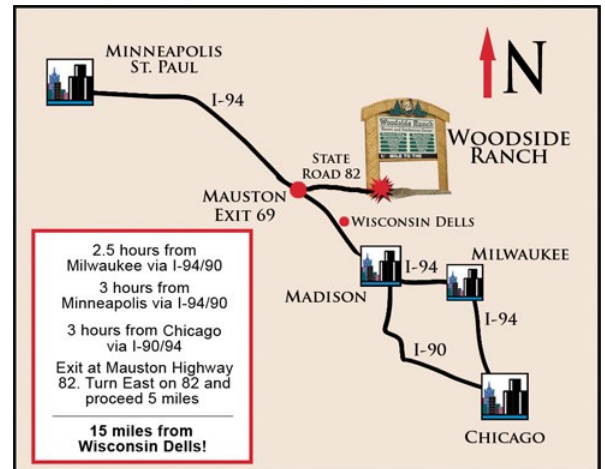 MINNEAPOLIS
ST. PAUL
I-94
N
Woodside Ranch
WOODSIDE
RANCH
STATE
ROAD 82
MAUSTON
EXIT 69
WISCONSIN DELLS
MADISON
I-94
MILWAUKEE
I-94
I-90
CHICAGO
2.5 hours from
Milwaukee via I-94/90
3 hours from
Minneapolis via I-94/90
3 hours from Chicago
via I-90/94
Exit at Mauston Highway
82. Turn East on 82 and
proceed 5 miles
15 miles from
Wisconsin Dells!